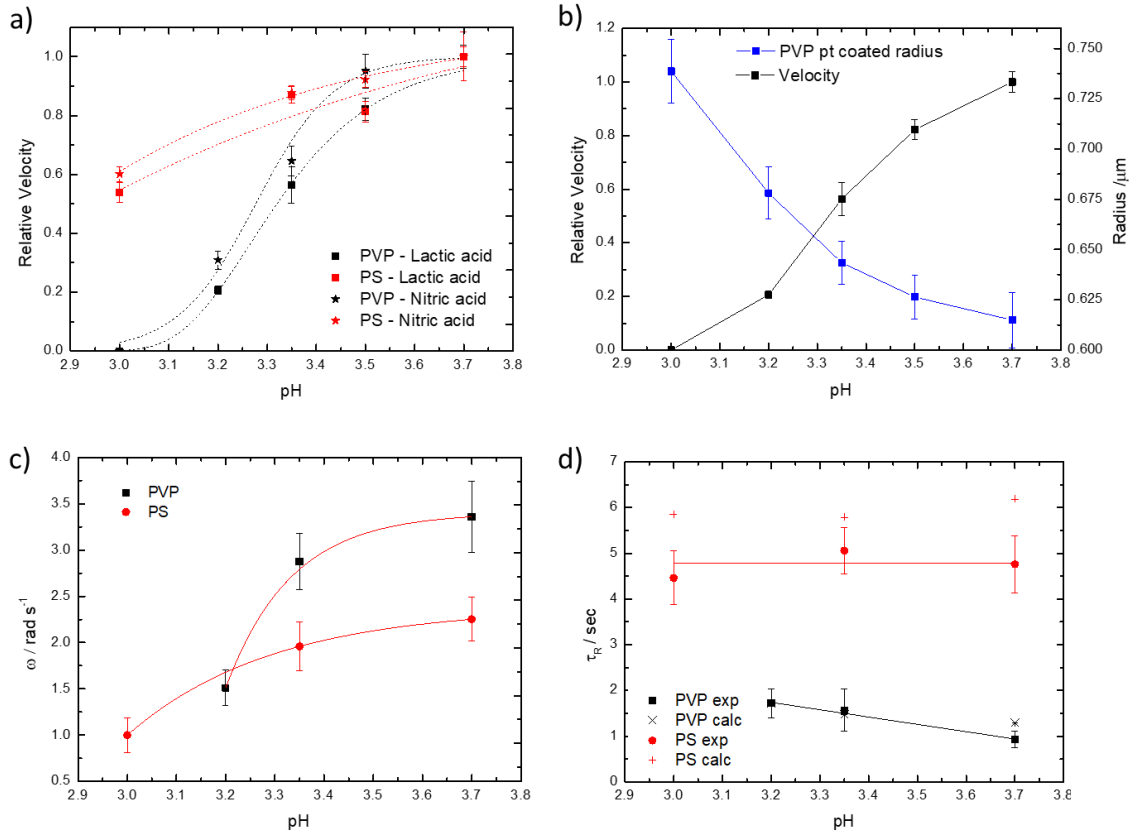 a)
1.0
0.8
0.6
0.4
0.2
0.0
2.9 3.0 3.1 3.2 3.3 3.4 3.5 3.6 3.7 3.8
Relative Velocity
pH
PVP - Lactic acid
PS - Lactic acid
PVP - Nitric acid
PS - Nitric acid
b)
1.2
1.0
0.8
0.6
0.4
0.2
0.0
2.9 3.0 3.1 3.2 3.3 3.4 3.5 3.6 3.7 3.8
Relative Velocity
pH
PVP pt coated radius
Velocity
0.750
0.725
0.700
0.675
0.650
0.625
0.600
Radius /μm
c)
4.0
3.5
3.0
2.5
2.0
1.5
1.0
0.5
2.9 3.0 3.1 3.2 3.3 3.4 3.5 3.6 3.7 3.8
ω / rad s⁻¹
pH
PVP
PS
d)
7
6
5
4
3
2
1
0
2.9 3.0 3.1 3.2 3.3 3.4 3.5 3.6 3.7 3.8
τR / sec
pH
PVP exp
PVP calc
PS exp
PS calc